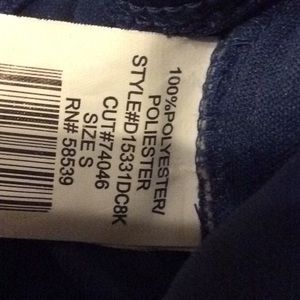 100%POLYESTER/
POLIESTER
STYLE#D15331DC8K
CUT#74046
SIZE S
RN# 58539